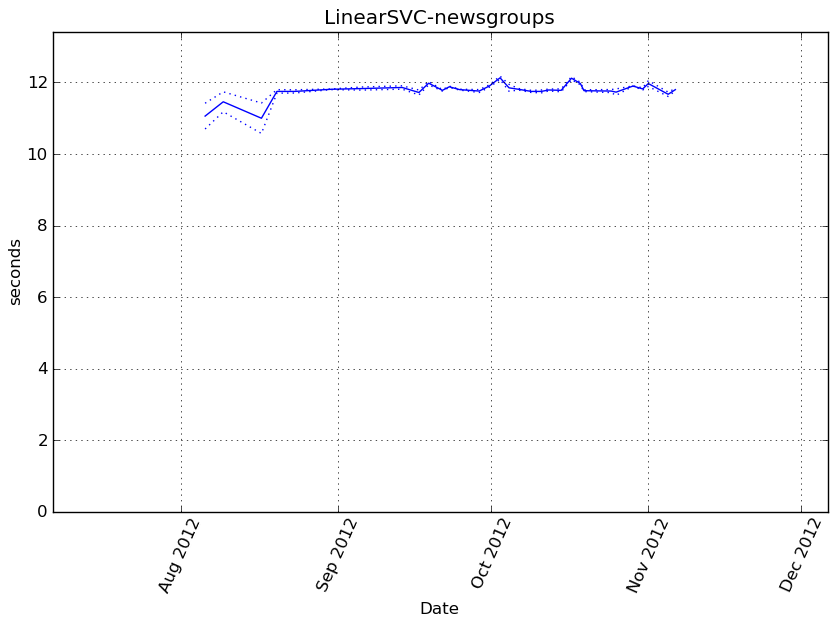 LinearSVC-newsgroups
12
10
8
6
4
2
0
seconds
Aug 2012
Sep 2012
Oct 2012
Nov 2012
Dec 2012
Date